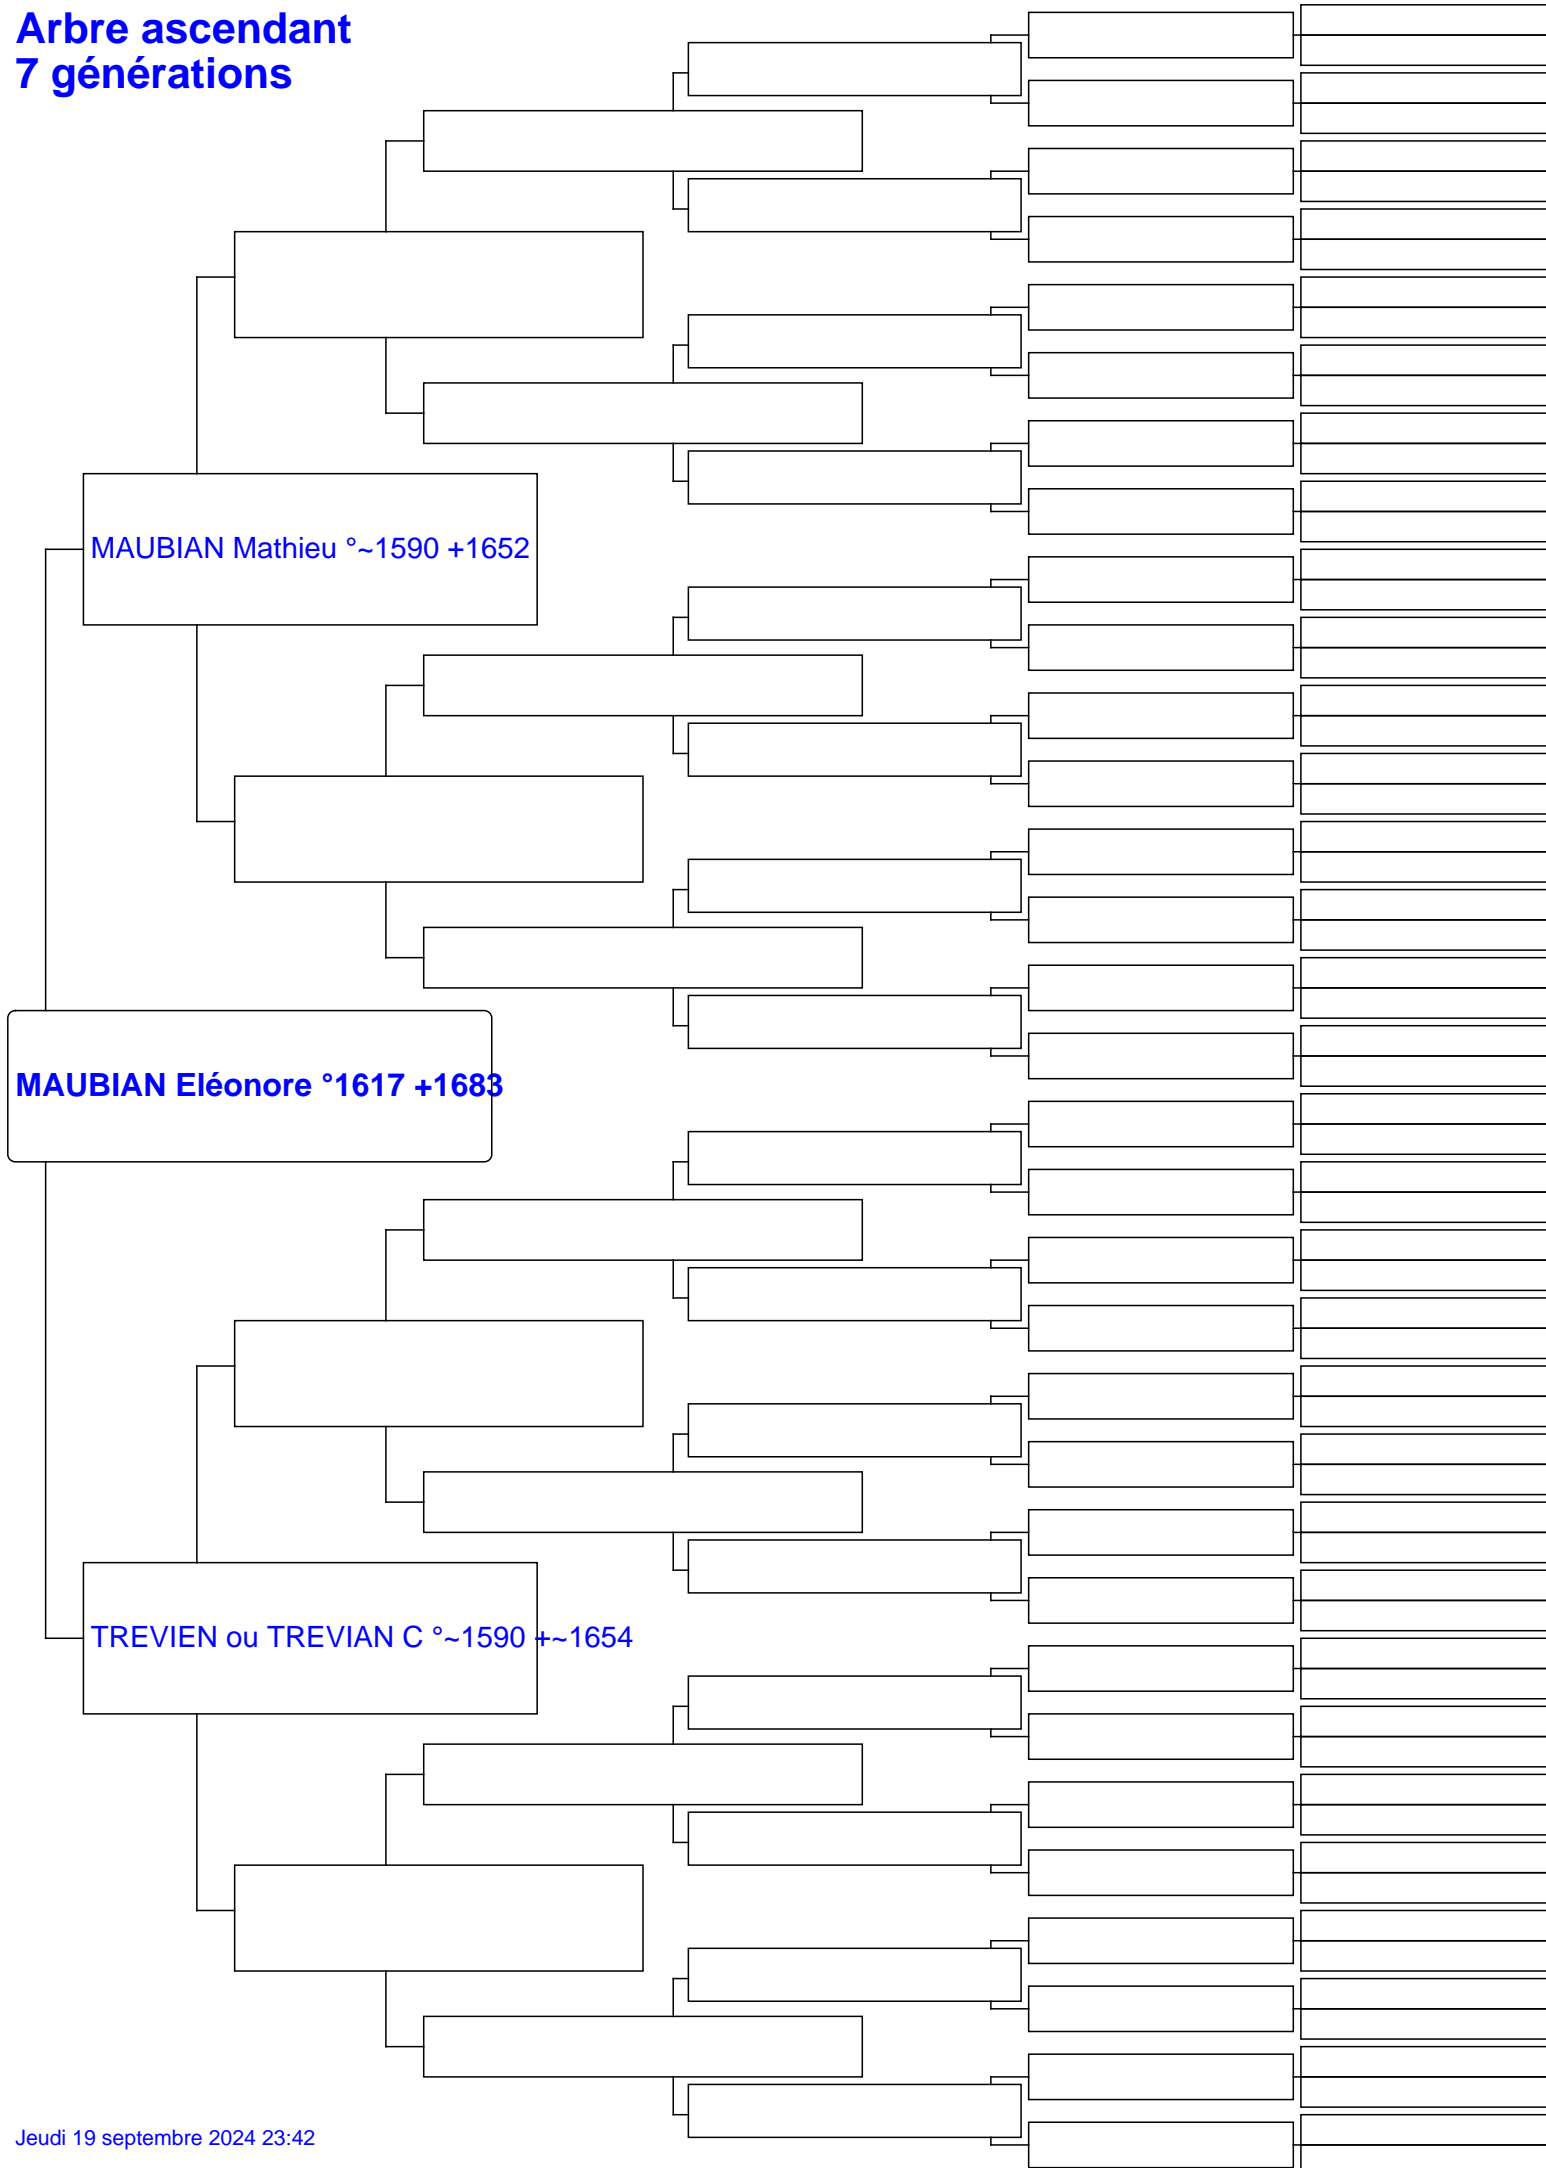 Arbre ascendant
7 générations
MAUBIAN Mathieu °~1590 +1652
MAUBIAN Eléonore °1617 +1683
TREVIEN ou TREVIAN C °~1590 +~1654
Jeudi 19 septembre 2024 23:42